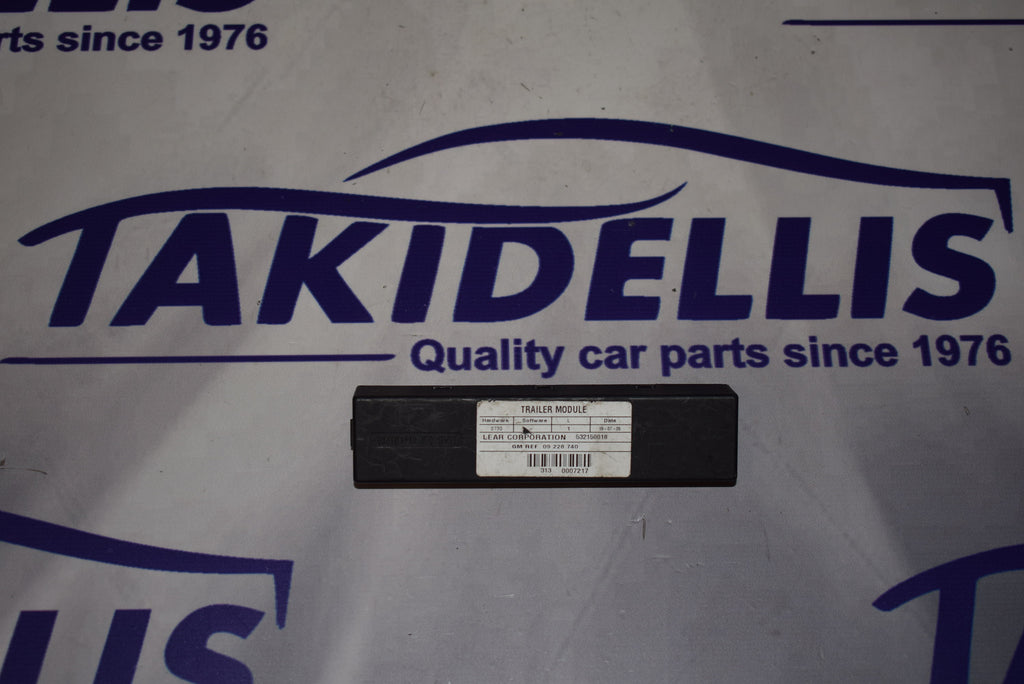 rts since 1976
TAKIDELLIS
Quality car parts since 1976
TRAILER MODULE
Hardware Software L Date
1
LEAR CORPORATION 532150018
GM REF. 09 228 740
313 0007217
LIS